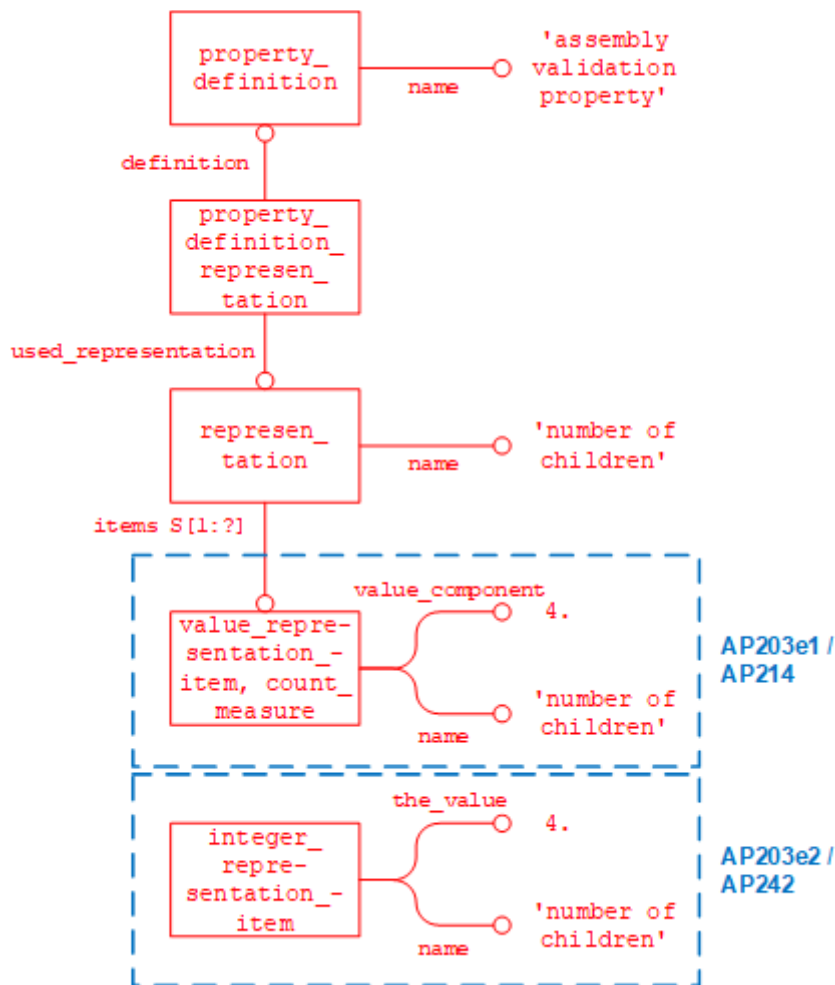 property_
definition
name
'assembly
validation
property'
definition
property_
definition_
represen_
tation
used_representation
represen_
tation
name
'number of
children'
items S[1:?]
value_component
4.
value_repre-
sentation_-
item, count_
measure
name
'number of
children'
AP203e1 /
AP214
the_value
4.
integer_
repre-
sentation_-
item
name
'number of
children'
AP203e2 /
AP242